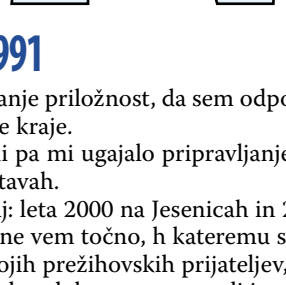 991
anje priložnost, da sem odpo
e kraje.
i pa mi ugajalo pripravljanje
tavah.
j: leta 2000 na Jesenicah in 2
ne vem točno, h kateremu s
ojih prežihovskih prijateljev,